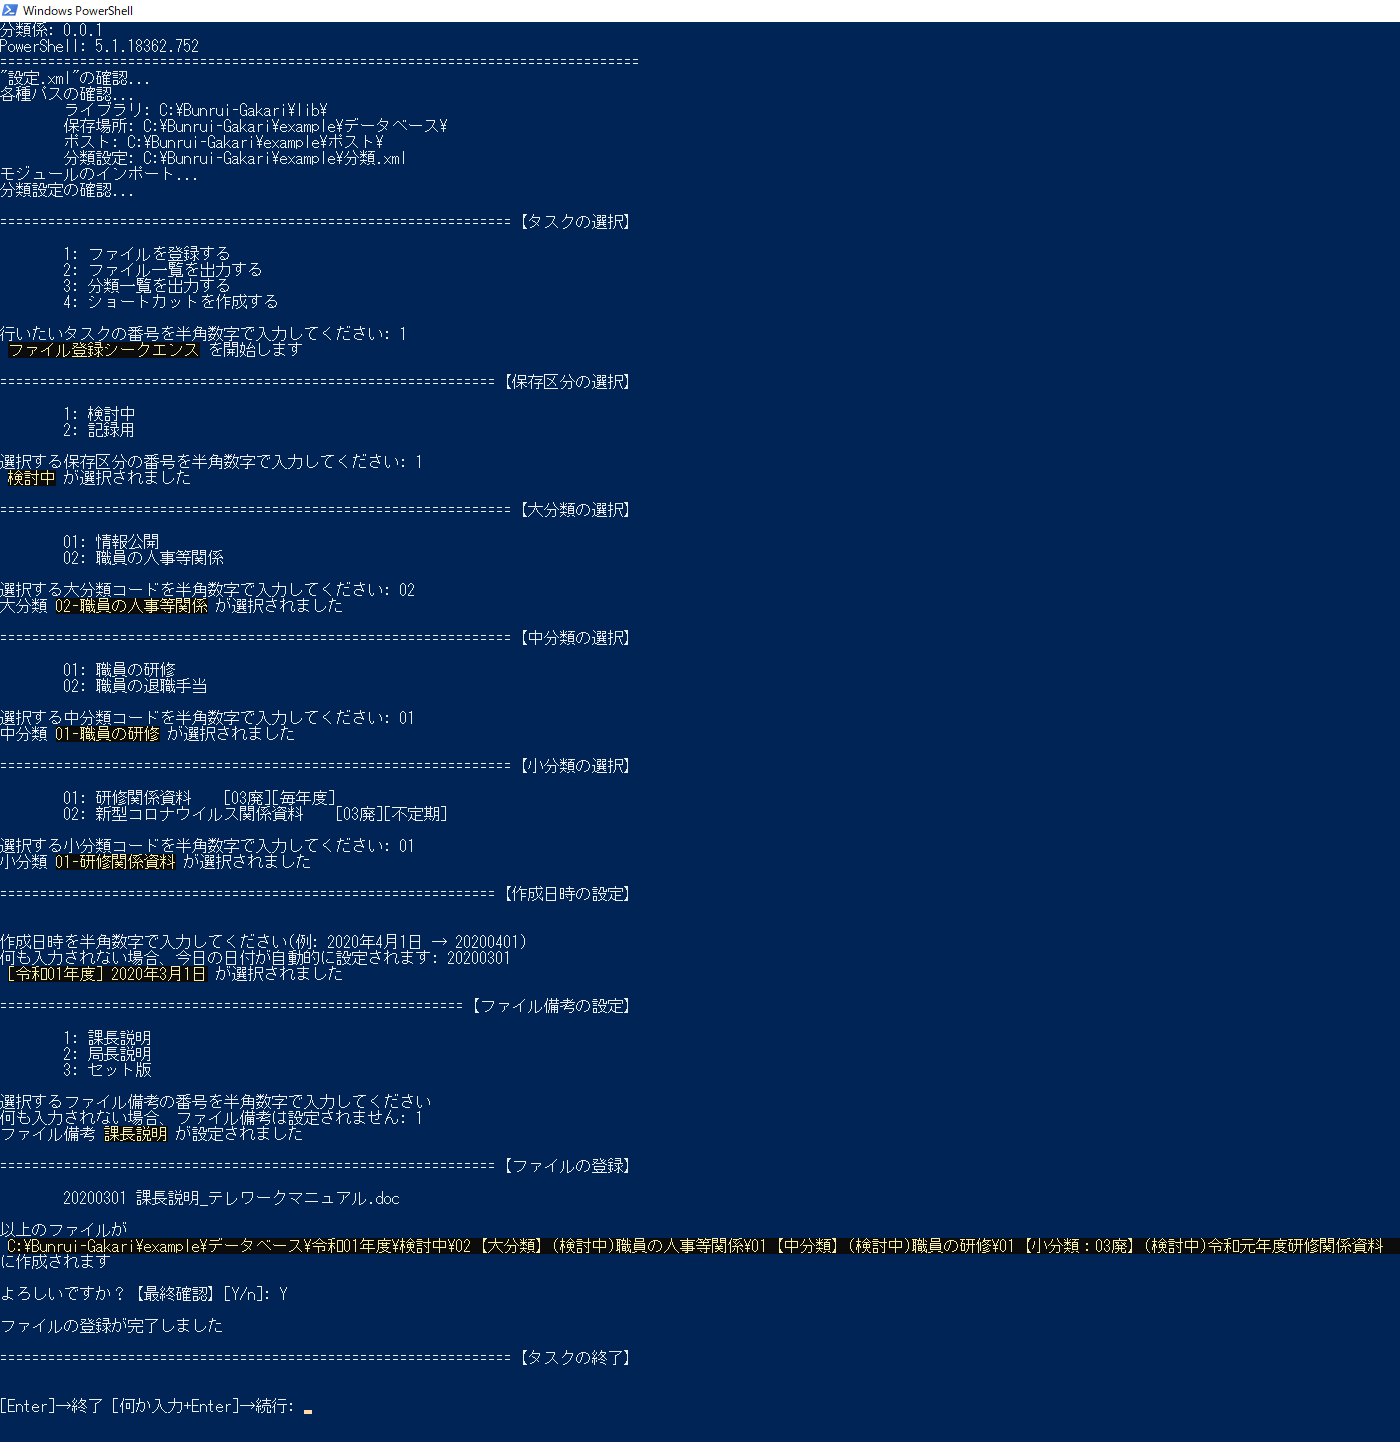 Windows PowerShell
分類係: 0.0.1
PowerShell: 5.1.18362.752
================================================================================
"設定.xml"の確認...
各種パスの確認...
ライブラリ: C:\Bunrui-Gakari\lib\
保存場所: C:\Bunrui-Gakari\example\データベース\
ポスト: C:\Bunrui-Gakari\example\ポスト\
分類設定: C:\Bunrui-Gakari\example\分類.xml
モジュールのインポート...
分類設定の確認...
================================================================【タスクの選択】
1: ファイルを登録する
2: ファイル一覧を出力する
3: 分類一覧を出力する
4: ショートカットを作成する
行いたいタスクの番号を半角数字で入力してください: 1
ファイル登録シークエンス を開始します
==============================================================【保存区分の選択】
1: 検討中
2: 記録用
選択する保存区分の番号を半角数字で入力してください: 1
検討中 が選択されました
================================================================【大分類の選択】
01: 情報公開
02: 職員の人事等関係
選択する大分類コードを半角数字で入力してください: 02
大分類 02-職員の人事等関係 が選択されました
================================================================【中分類の選択】
01: 職員の研修
02: 職員の退職手当
選択する中分類コードを半角数字で入力してください: 01
中分類 01-職員の研修 が選択されました
================================================================【小分類の選択】
01: 研修関係資料　　[03廃][毎年度]
02: 新型コロナウイルス関係資料　　[03廃][不定期]
選択する小分類コードを半角数字で入力してください: 01
小分類 01-研修関係資料 が選択されました
==============================================================【作成日時の設定】
作成日時を半角数字で入力してください(例: 2020年4月1日 → 20200401)
何も入力されない場合、今日の日付が自動的に設定されます: 20200301
[令和01年度] 2020年3月1日 が選択されました
==========================================================【ファイル備考の設定】
1: 課長説明
2: 局長説明
3: セット版
選択するファイル備考の番号を半角数字で入力してください
何も入力されない場合、ファイル備考は設定されません: 1
ファイル備考 課長説明 が設定されました
==============================================================【ファイルの登録】
20200301 課長説明_テレワークマニュアル.doc
以上のファイルが
C:\Bunrui-Gakari\example\データベース\令和01年度\検討中\02【大分類】(検討中)職員の人事等関係\01【中分類】(検討中)職員の研修\01【小分類：03廃】(検討中)令和元年度研修関係資料
に作成されます
よろしいですか？【最終確認】[Y/n]: Y
ファイルの登録が完了しました
================================================================【タスクの終了】
[Enter]→終了 [何か入力+Enter]→続行: _